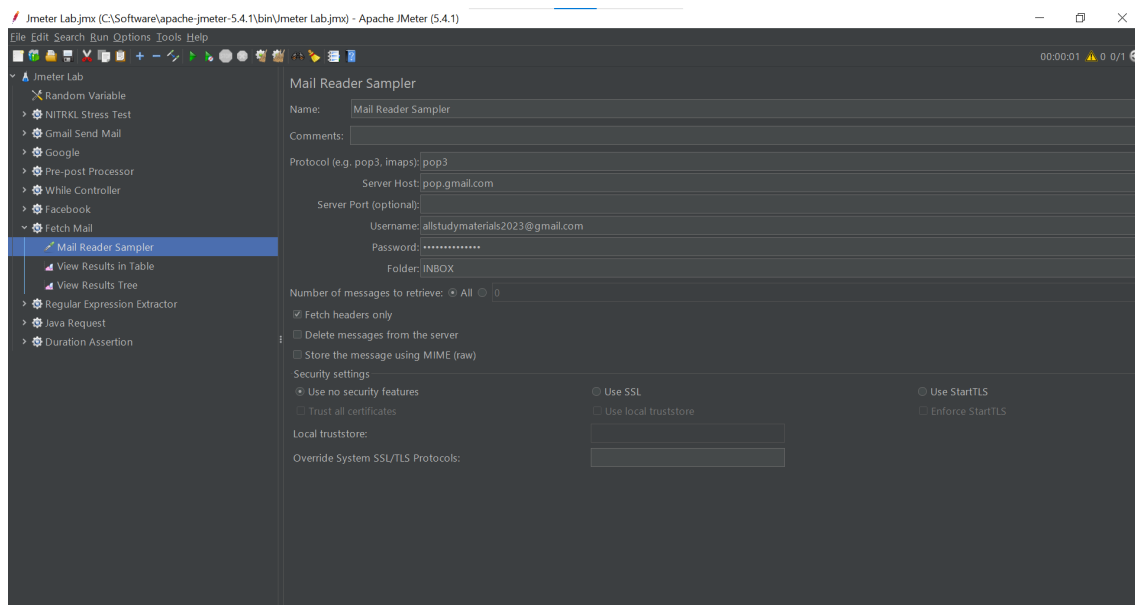 Jmeter Lab.jmx (C:\Software\apache-jmeter-5.4.1\bin\Jmeter Lab.jmx) - Apache JMeter (5.4.1)
File Edit Search Run Options Tools Help
00:00:01 0 0/1
Jmeter Lab
Random Variable
NITRKL Stress Test
Gmail Send Mail
Google
Pre-post Processor
While Controller
Facebook
Fetch Mail
Mail Reader Sampler
View Results in Table
View Results Tree
Regular Expression Extractor
Java Request
Duration Assertion
Mail Reader Sampler
Name: Mail Reader Sampler
Comments:
Protocol (e.g. pop3, imaps): pop3
Server Host: pop.gmail.com
Server Port (optional):
Username: allstudymaterials2023@gmail.com
Password: ••••••••••••••
Folder: INBOX
Number of messages to retrieve: All 0
Fetch headers only
Delete messages from the server
Store the message using MIME (raw)
Security settings
Use no security features Use SSL Use StartTLS
Trust all certificates Use local truststore Enforce StartTLS
Local truststore:
Override System SSL/TLS Protocols: